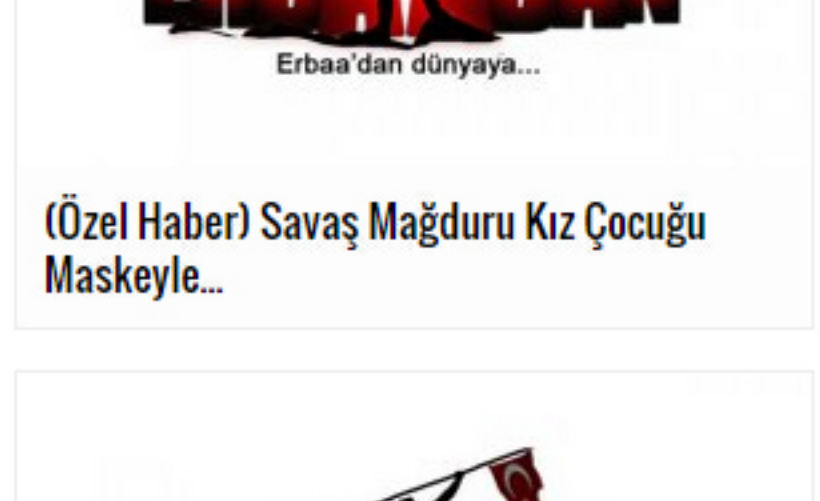 Erbaa'dan dünyaya...
(Özel Haber) Savaş Mağduru Kız Çocuğu
Maskeyle...